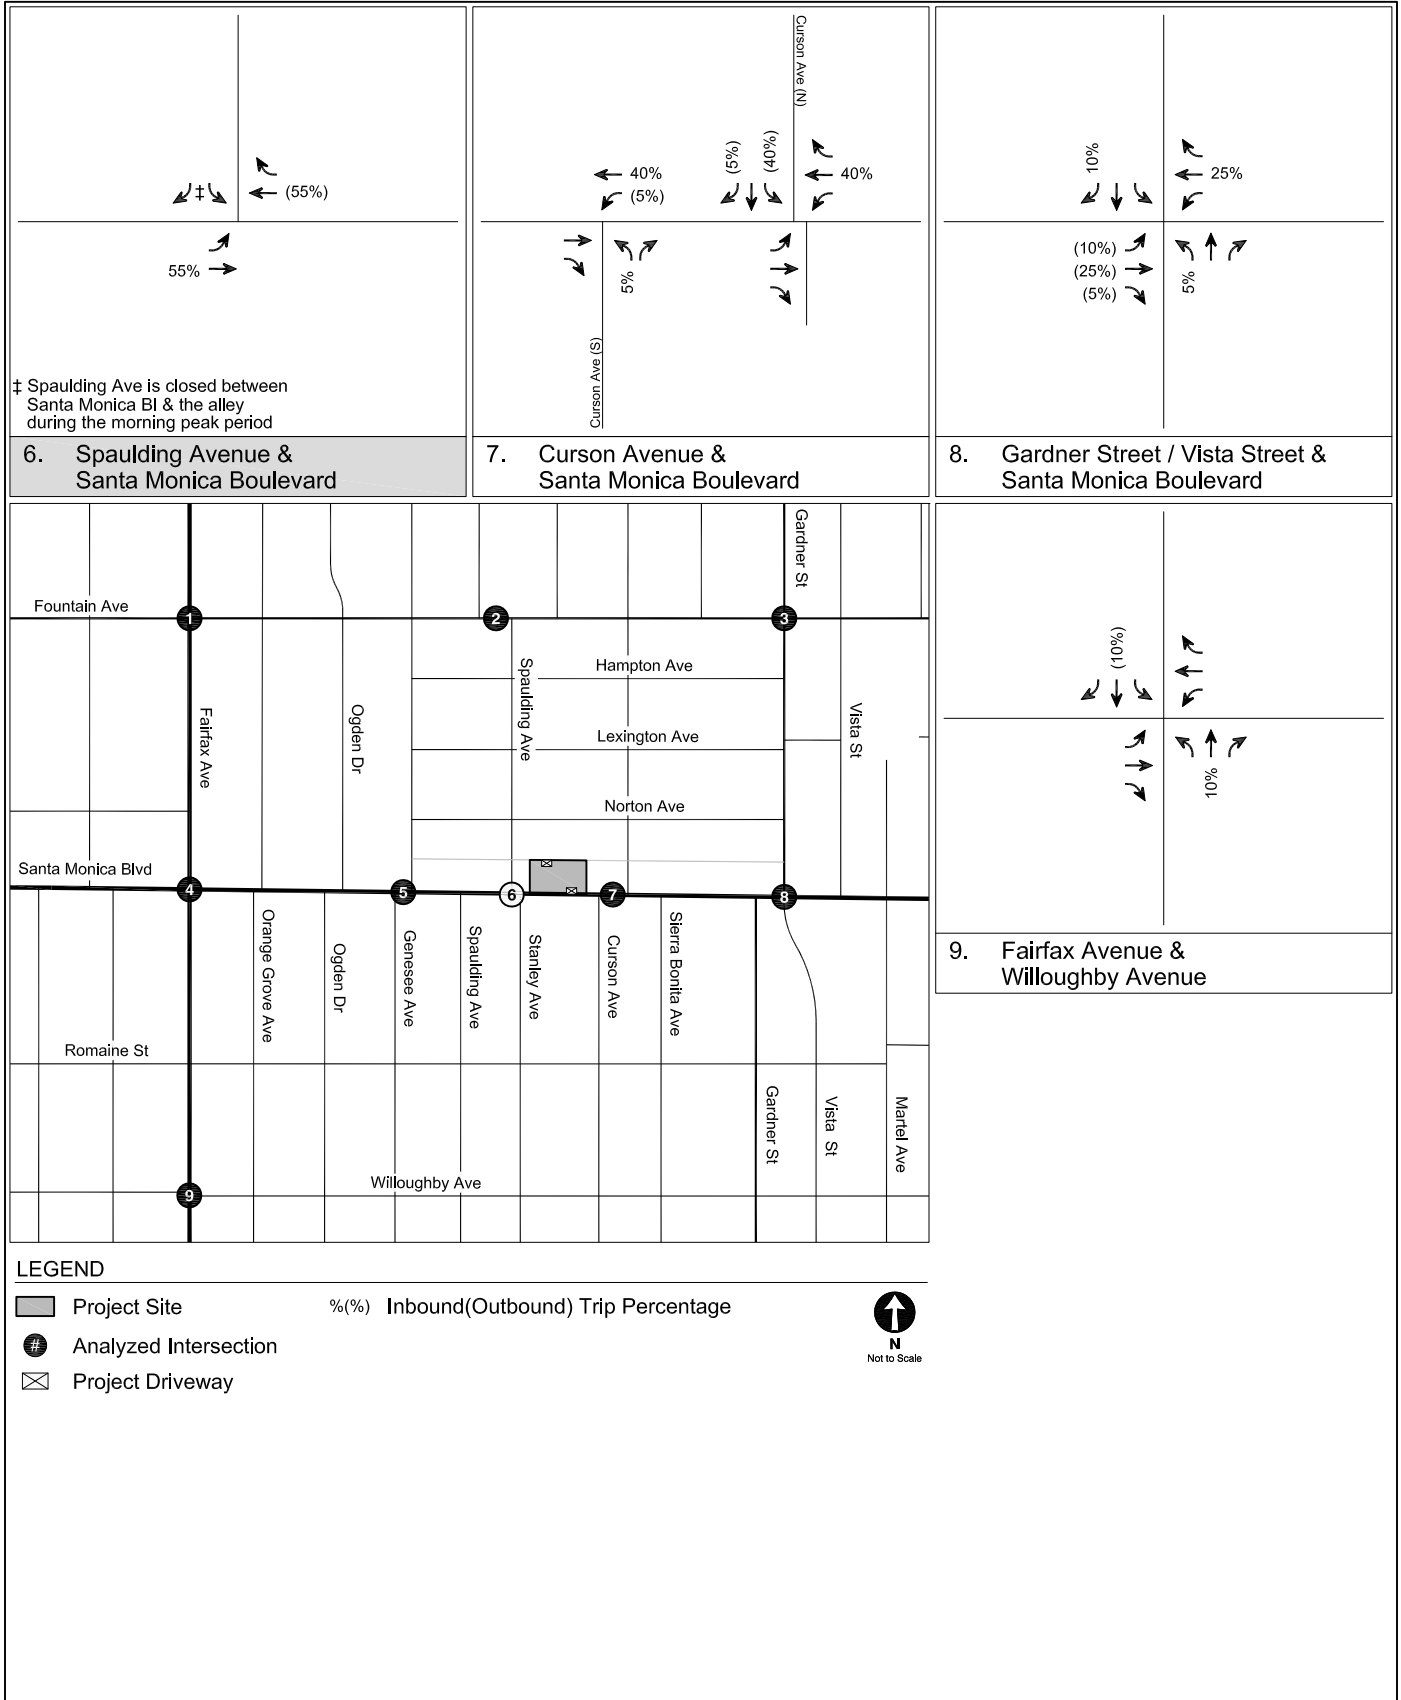 (55%)
‡
55%
‡ Spaulding Ave is closed between
Santa Monica Bl & the alley
during the morning peak period
6. Spaulding Avenue &
Santa Monica Boulevard
Curson Ave (N)
(5%)
(40%)
40%
(5%)
40%
5%
Curson Ave (S)
7. Curson Avenue &
Santa Monica Boulevard
10%
25%
(10%)
(25%)
(5%)
5%
8. Gardner Street / Vista Street &
Santa Monica Boulevard
Gardner St
Fountain Ave
1
2
3
Hampton Ave
Spaulding Ave
Fairfax Ave
Ogden Dr
Vista St
Lexington Ave
Norton Ave
Santa Monica Blvd
4
5
6
7
8
Orange Grove Ave
Ogden Dr
Genesee Ave
Spaulding Ave
Stanley Ave
Curson Ave
Sierra Bonita Ave
Romaine St
Gardner St
Vista St
Martel Ave
Willoughby Ave
9
(10%)
10%
9. Fairfax Avenue &
Willoughby Avenue
LEGEND
Project Site
%(%) Inbound(Outbound) Trip Percentage
# Analyzed Intersection
Project Driveway
N
Not to Scale